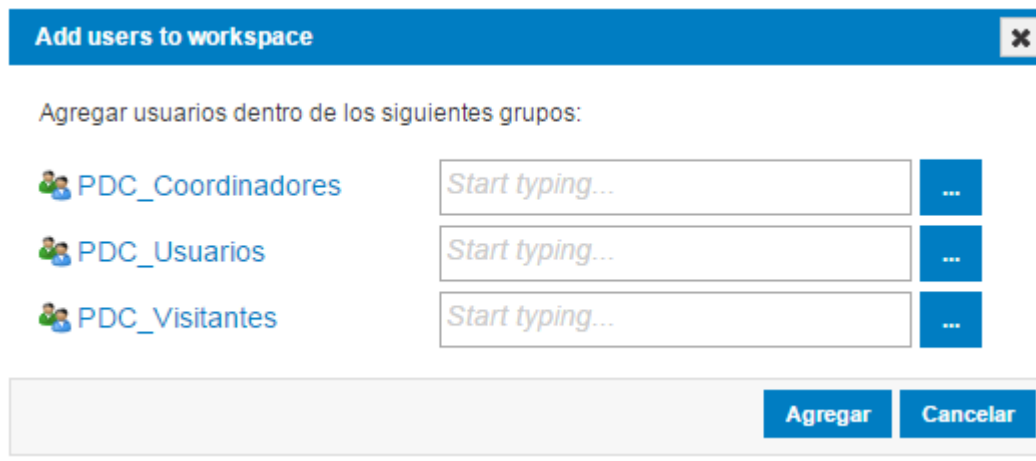 Add users to workspace
Agregar usuarios dentro de los siguientes grupos:
PDC_Coordinadores Start typing... ...
PDC_Usuarios Start typing... ...
PDC_Visitantes Start typing... ...
Agregar Cancelar